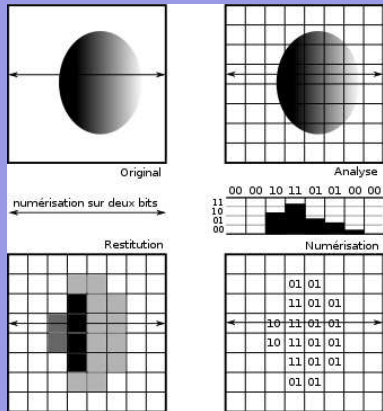 Original
Analyse
numérisation sur deux bits
00 00 10 11 01 01 00 00
11
10
01
00
Restitution
Numérisation
01 01
11 01 01
10 11 01 01
10 11 01 01
11 01 01
01 01